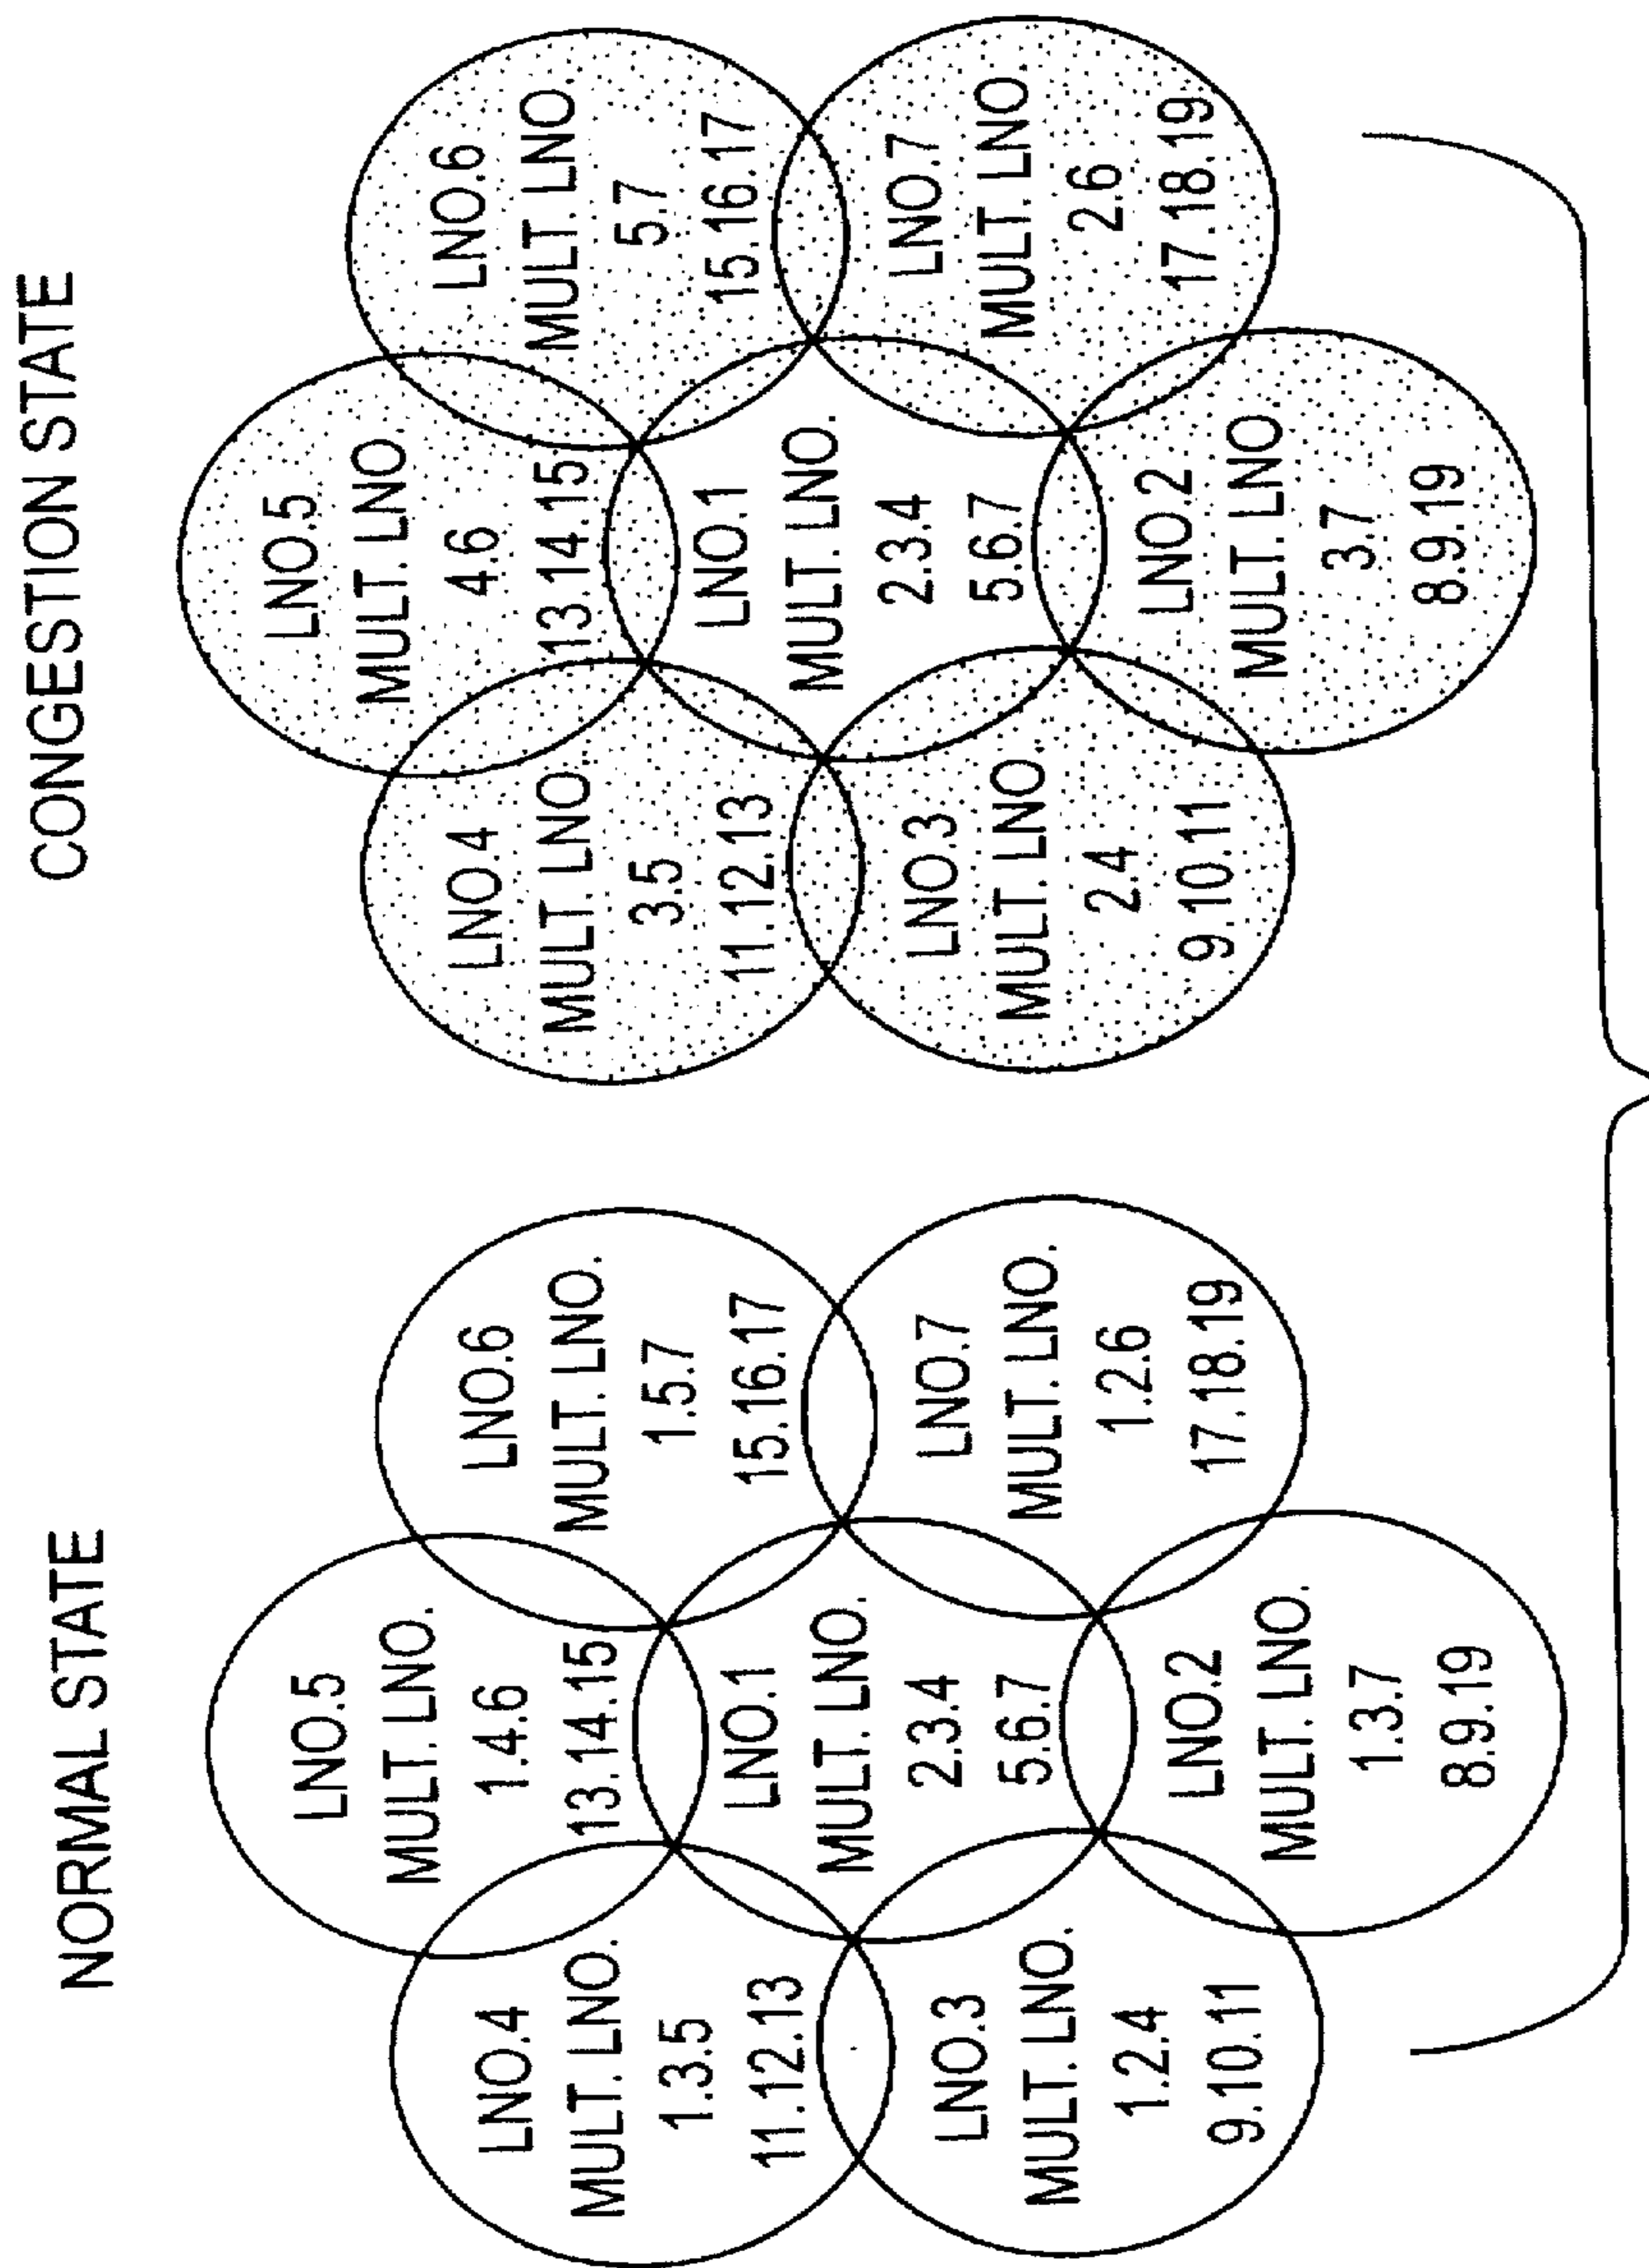 NORMAL STATE
LNO.5
MULT. LNO.
1.4.6
13.14.15
LNO.4
MULT. LNO.
1.3.5
11.12.13
LNO.6
MULT. LNO.
1.5.7
15.16.17
LNO.1
MULT. LNO.
2.3.4
5.6.7
LNO.3
MULT. LNO.
1.2.4
9.10.11
LNO.7
MULT. LNO.
1.2.6
17.18.19
LNO.2
MULT. LNO.
1.3.7
8.9.19
CONGESTION STATE
LNO.5
MULT. LNO
4.6
13.14.15
LNO.4
MULT. LNO
3.5
11.12.13
LNO.6
MULT. LNO
5.7
15.16.17
LNO.1
MULT. LNO.
2.3.4
5.6.7
LNO.3
MULT. LNO
2.4
9.10.11
LNO.7
MULT. LNO
2.6
17.18.19
LNO.2
MULT. LNO
3.7
8.9.19